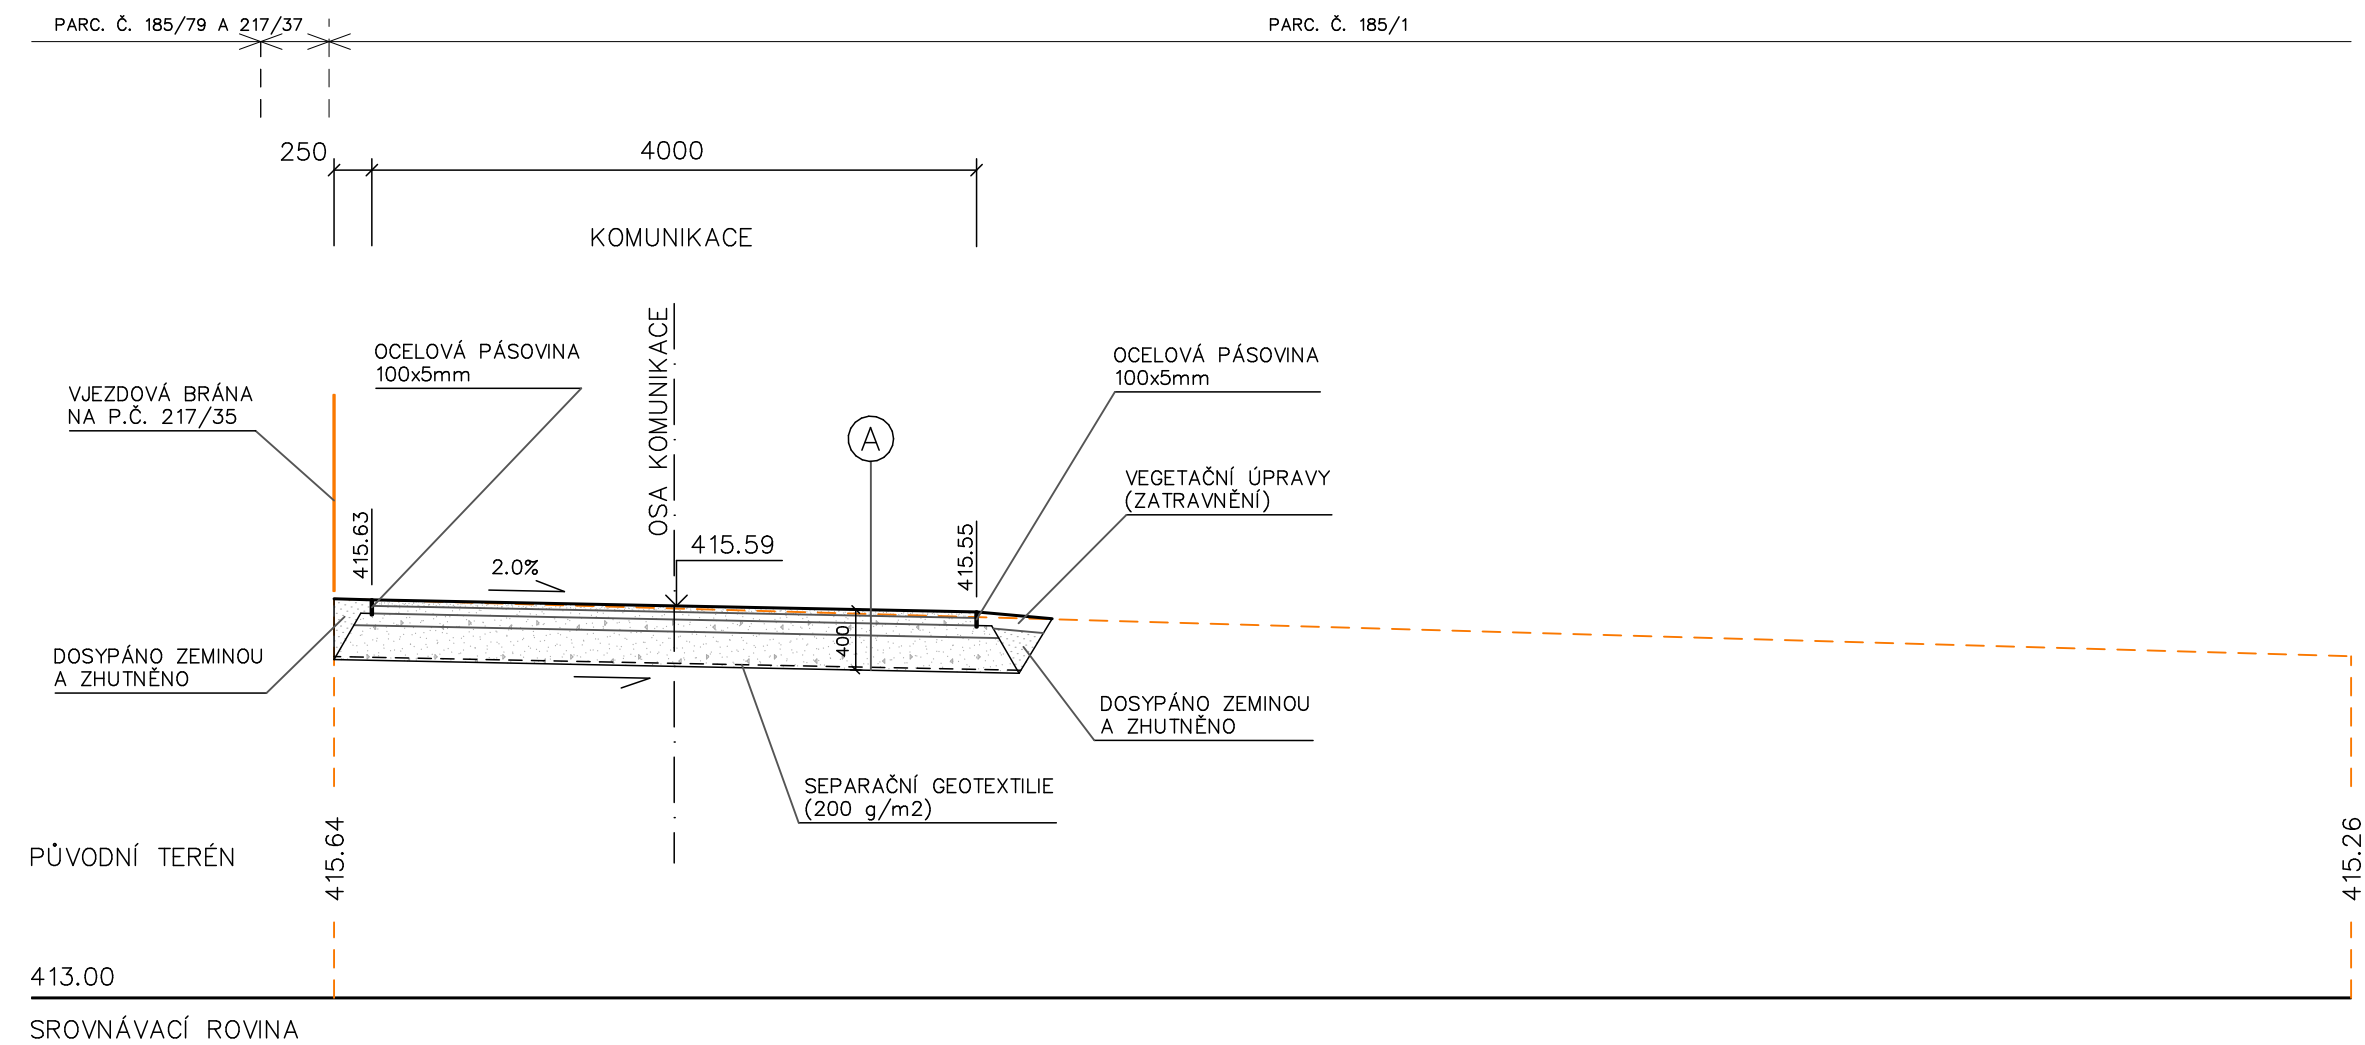 PARC. Č. 185/79 A 217/37
PARC. Č. 185/1
250
4000
KOMUNIKACE
OSA KOMUNIKACE
OCELOVÁ PÁSOVINA
100x5mm
OCELOVÁ PÁSOVINA
100x5mm
VJEZDOVÁ BRÁNA
NA P.Č. 217/35
A
VEGETAČNÍ ÚPRAVY
(ZATRAVNĚNÍ)
415.63
415.59
415.55
2.0%
400
DOSYPÁNO ZEMINOU
A ZHUTNĚNO
DOSYPÁNO ZEMINOU
A ZHUTNĚNO
SEPARAČNÍ GEOTEXTILIE
(200 g/m2)
PŮVODNÍ TERÉN
415.64
415.26
413.00
SROVNÁVACÍ ROVINA